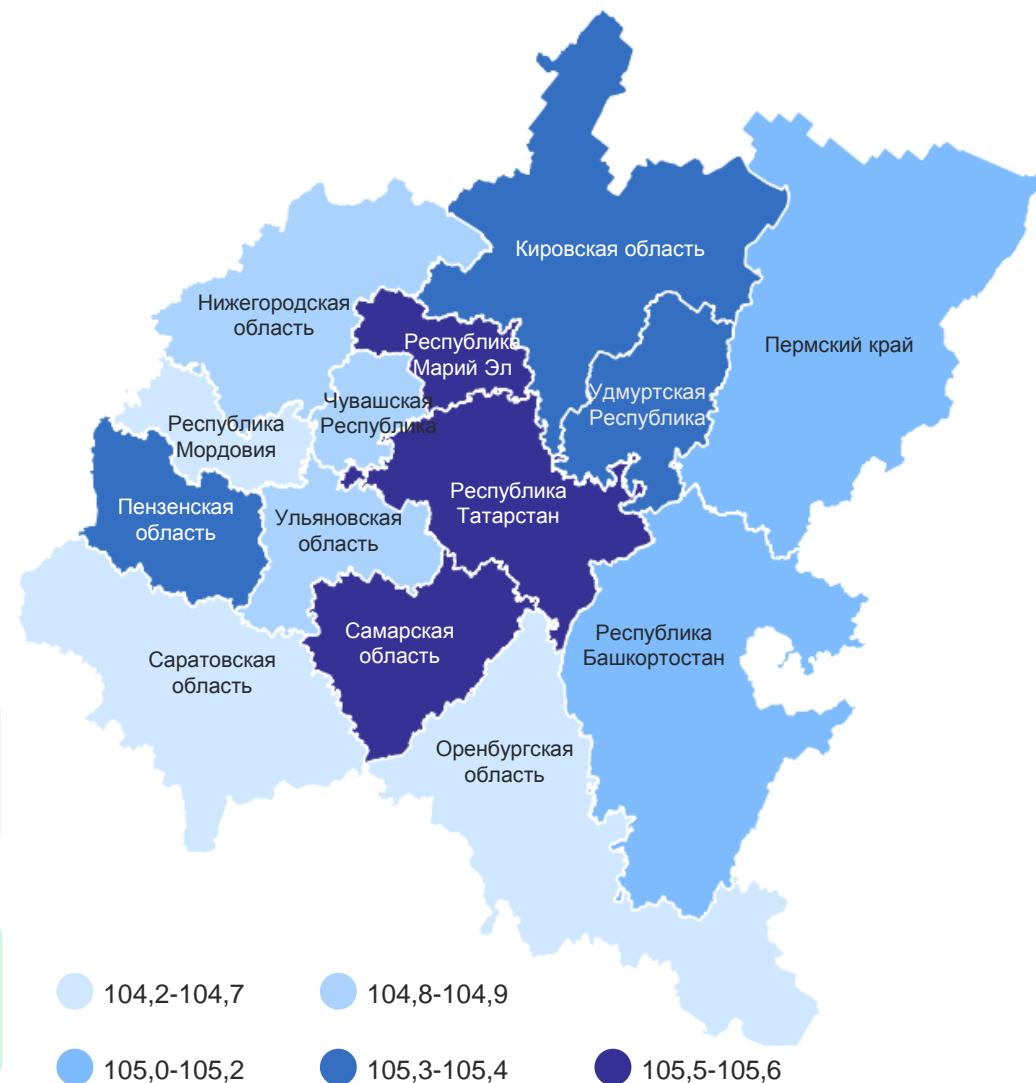 Кировская область
Нижегородская
область
Республика
Марий Эл
Пермский край
Удмуртская
Республика
Чувашская
Республика
Республика
Мордовия
Республика
Татарстан
Пензенская
область
Ульяновская
область
Самарская
область
Республика
Башкортостан
Саратовская
область
Оренбургская
область
104,2-104,7
104,8-104,9
105,0-105,2
105,3-105,4
105,5-105,6